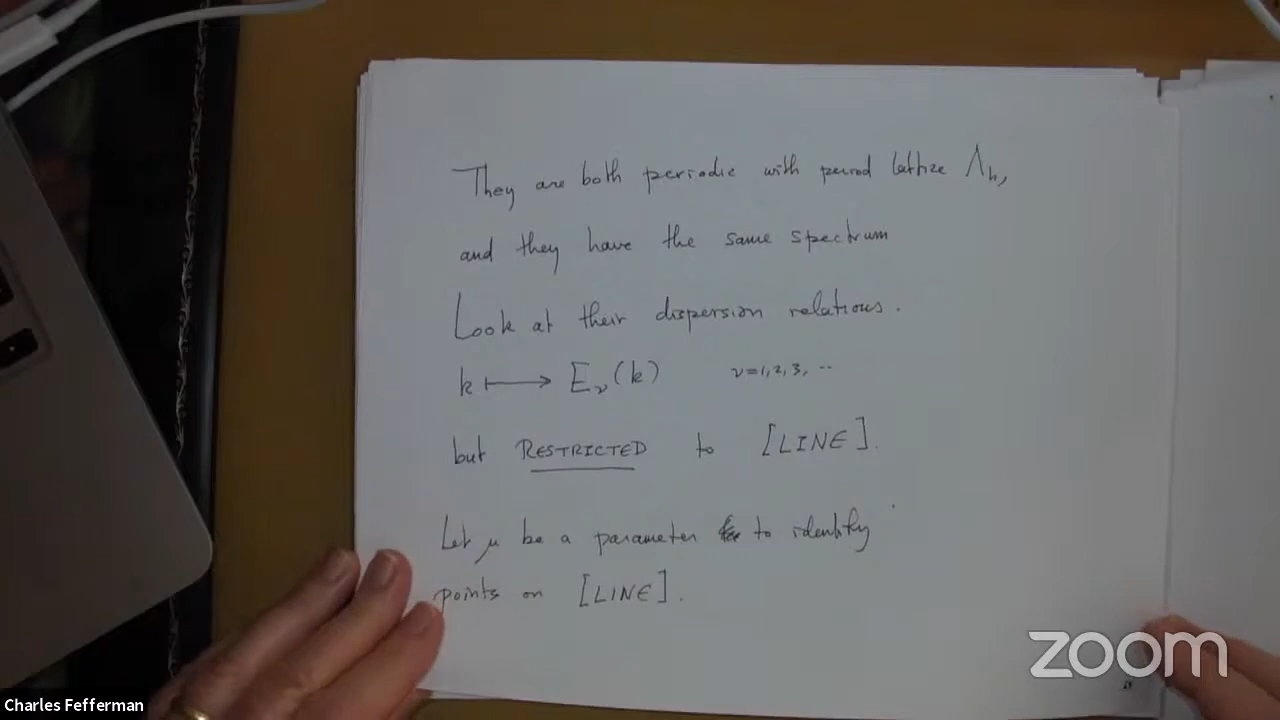 They are both periodic with period lattice Λₕ,
and they have the same spectrum
Look at their dispersion relations.
k ⟼ E_ν(k) ν=1,2,3, ..
but RESTRICTED to [LINE].
Let μ be a parameter to identify
points on [LINE].
zoom
Charles Fefferman